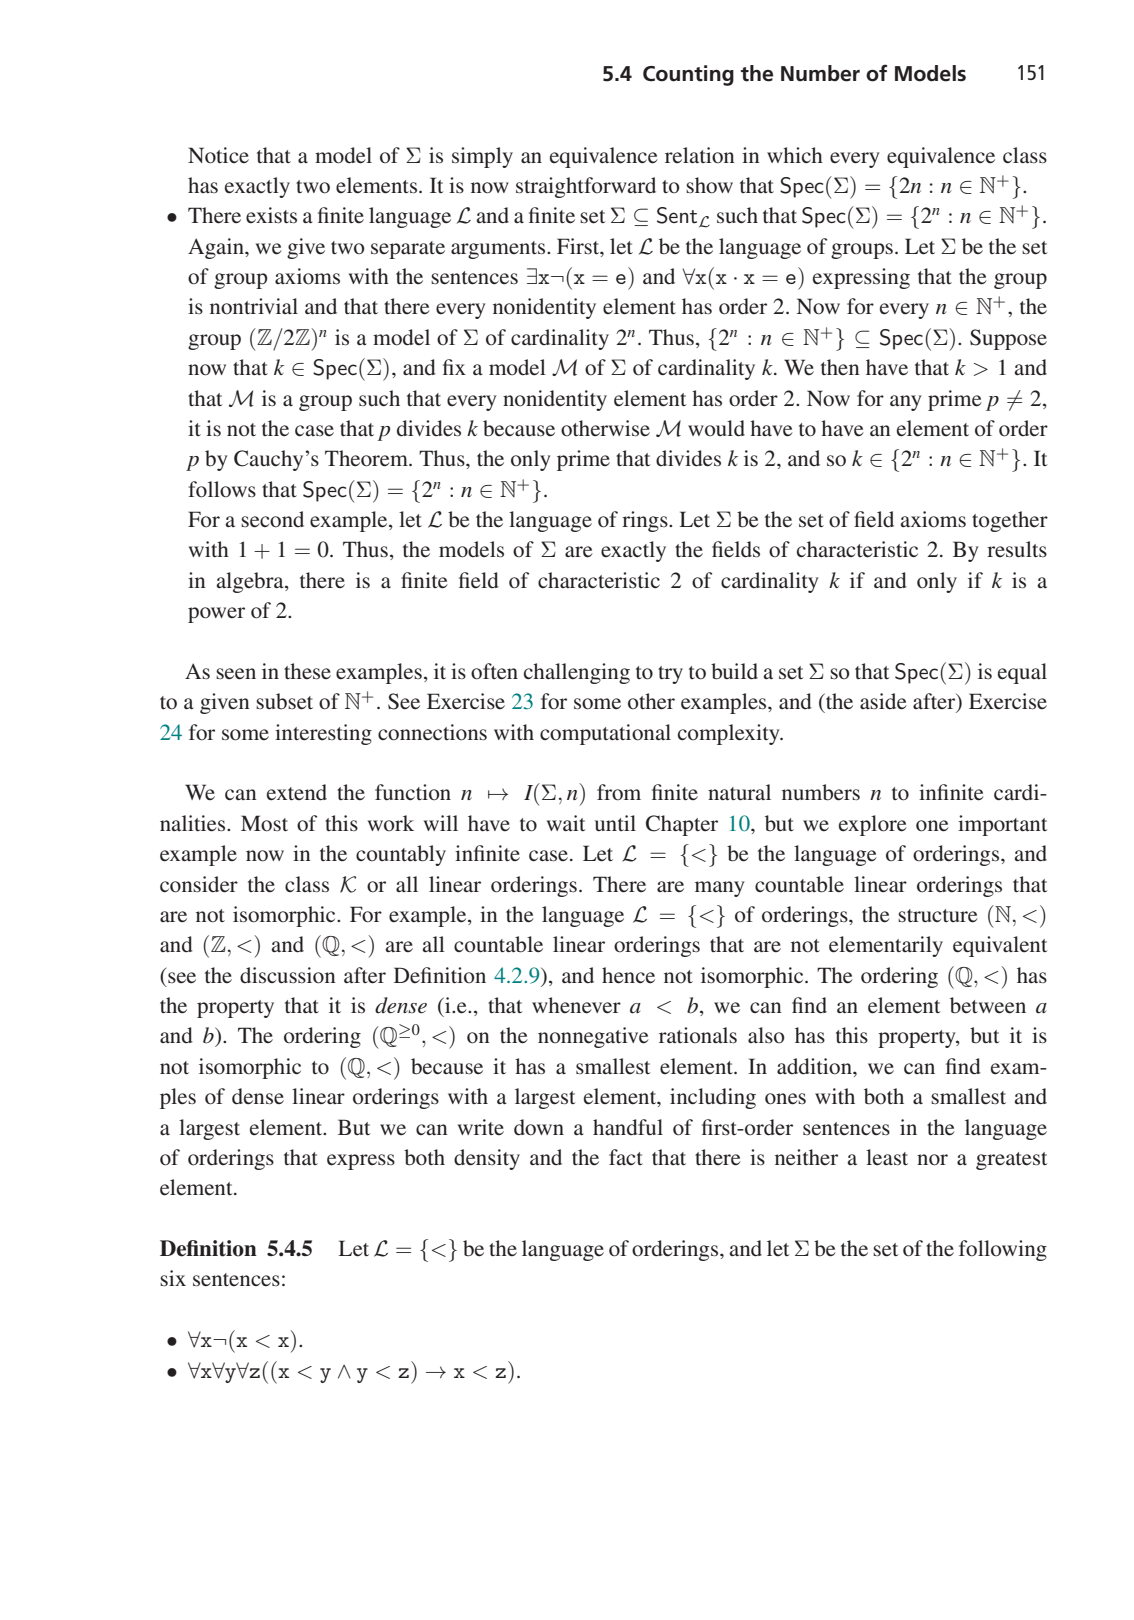 5.4 Counting the Number of Models 151
Notice that a model of Σ is simply an equivalence relation in which every equivalence class
has exactly two elements. It is now straightforward to show that Spec(Σ) = {2n : n ∈ ℕ⁺}.
• There exists a finite language ℒ and a finite set Σ ⊆ Sent_ℒ such that Spec(Σ) = {2ⁿ : n ∈ ℕ⁺}.
Again, we give two separate arguments. First, let ℒ be the language of groups. Let Σ be the set
of group axioms with the sentences ∃x¬(x = e) and ∀x(x · x = e) expressing that the group
is nontrivial and that there every nonidentity element has order 2. Now for every n ∈ ℕ⁺, the
group (ℤ/2ℤ)ⁿ is a model of Σ of cardinality 2ⁿ. Thus, {2ⁿ : n ∈ ℕ⁺} ⊆ Spec(Σ). Suppose
now that k ∈ Spec(Σ), and fix a model ℳ of Σ of cardinality k. We then have that k > 1 and
that ℳ is a group such that every nonidentity element has order 2. Now for any prime p ≠ 2,
it is not the case that p divides k because otherwise ℳ would have to have an element of order
p by Cauchy's Theorem. Thus, the only prime that divides k is 2, and so k ∈ {2ⁿ : n ∈ ℕ⁺}. It
follows that Spec(Σ) = {2ⁿ : n ∈ ℕ⁺}.
For a second example, let ℒ be the language of rings. Let Σ be the set of field axioms together
with 1 + 1 = 0. Thus, the models of Σ are exactly the fields of characteristic 2. By results
in algebra, there is a finite field of characteristic 2 of cardinality k if and only if k is a
power of 2.
As seen in these examples, it is often challenging to try to build a set Σ so that Spec(Σ) is equal
to a given subset of ℕ⁺. See Exercise 23 for some other examples, and (the aside after) Exercise
24 for some interesting connections with computational complexity.
We can extend the function n ↦ I(Σ, n) from finite natural numbers n to infinite cardi-
nalities. Most of this work will have to wait until Chapter 10, but we explore one important
example now in the countably infinite case. Let ℒ = {<} be the language of orderings, and
consider the class 𝒦 or all linear orderings. There are many countable linear orderings that
are not isomorphic. For example, in the language ℒ = {<} of orderings, the structure (ℕ, <)
and (ℤ, <) and (ℚ, <) are all countable linear orderings that are not elementarily equivalent
(see the discussion after Definition 4.2.9), and hence not isomorphic. The ordering (ℚ, <) has
the property that it is dense (i.e., that whenever a < b, we can find an element between a
and b). The ordering (ℚ^≥0, <) on the nonnegative rationals also has this property, but it is
not isomorphic to (ℚ, <) because it has a smallest element. In addition, we can find exam-
ples of dense linear orderings with a largest element, including ones with both a smallest and
a largest element. But we can write down a handful of first-order sentences in the language
of orderings that express both density and the fact that there is neither a least nor a greatest
element.
Definition 5.4.5 Let ℒ = {<} be the language of orderings, and let Σ be the set of the following
six sentences:
• ∀x¬(x < x).
• ∀x∀y∀z((x < y ∧ y < z) → x < z).